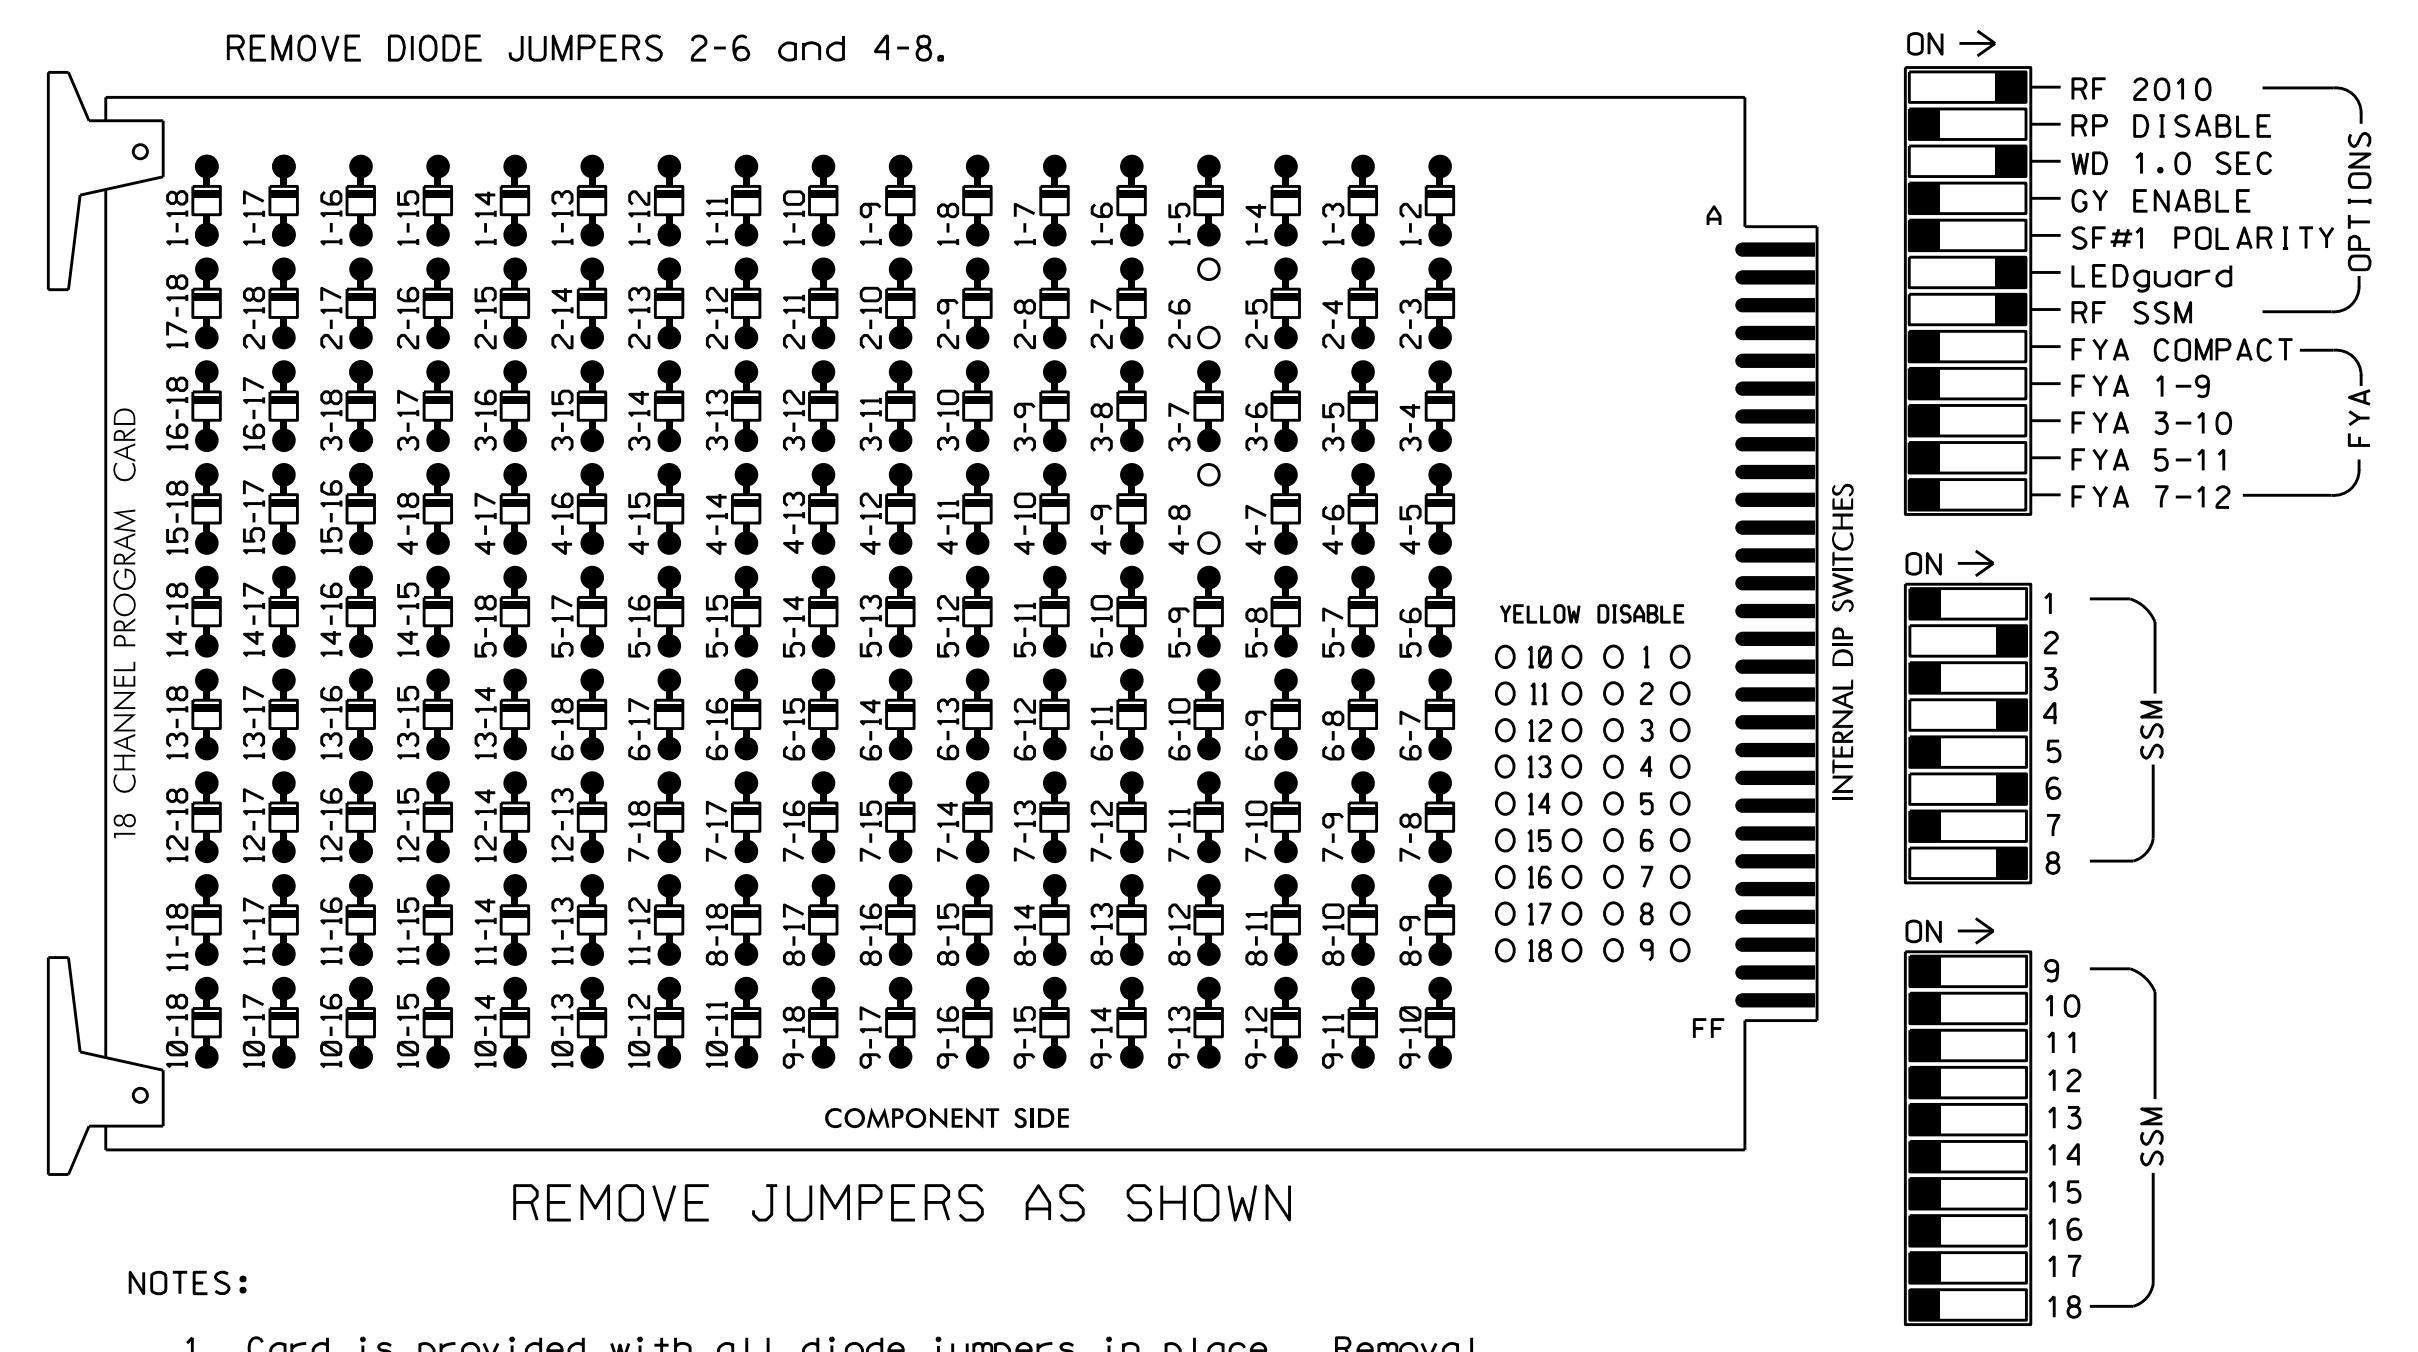 REMOVE DIODE JUMPERS 2-6 and 4-8.
1-18 1-17 1-16 1-15 1-14 1-13 1-12 1-11 1-10 1-9 1-8 1-7 1-6 1-5 1-4 1-3 1-2
17-18 2-18 2-17 2-16 2-15 2-14 2-13 2-12 2-11 2-10 2-9 2-8 2-7 2-6 2-5 2-4 2-3
16-18 16-17 3-18 3-17 3-16 3-15 3-14 3-13 3-12 3-11 3-10 3-9 3-8 3-7 3-6 3-5 3-4
15-18 15-17 15-16 4-18 4-17 4-16 4-15 4-14 4-13 4-12 4-11 4-10 4-9 4-8 4-7 4-6 4-5
14-18 14-17 14-16 14-15 5-18 5-17 5-16 5-15 5-14 5-13 5-12 5-11 5-10 5-9 5-8 5-7 5-6
13-18 13-17 13-16 13-15 13-14 6-18 6-17 6-16 6-15 6-14 6-13 6-12 6-11 6-10 6-9 6-8 6-7
12-18 12-17 12-16 12-15 12-14 12-13 7-18 7-17 7-16 7-15 7-14 7-13 7-12 7-11 7-10 7-9 7-8
11-18 11-17 11-16 11-15 11-14 11-13 11-12 8-18 8-17 8-16 8-15 8-14 8-13 8-12 8-11 8-10 8-9
10-18 10-17 10-16 10-15 10-14 10-13 10-12 10-11 9-18 9-17 9-16 9-15 9-14 9-13 9-12 9-11 9-10
18 CHANNEL PROGRAM CARD
COMPONENT SIDE
A
FF
YELLOW DISABLE
10 1
11 2
12 3
13 4
14 5
15 6
16 7
17 8
18 9
INTERNAL DIP SWITCHES
ON
RF 2010
RP DISABLE
WD 1.0 SEC
GY ENABLE
SF#1 POLARITY
LEDguard
RF SSM
OPTIONS
FYA COMPACT
FYA 1-9
FYA 3-10
FYA 5-11
FYA 7-12
FYA
ON
1
2
3
4
5
6
7
8
SSM
ON
9
10
11
12
13
14
15
16
17
18
SSM
REMOVE JUMPERS AS SHOWN
NOTES:
1. Card is provided with all diode jumpers in place. Removal